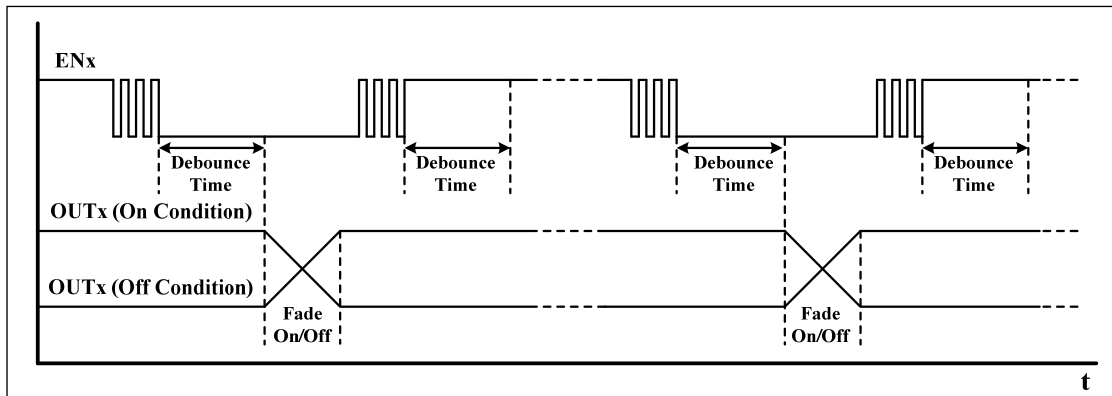 ENx
Debounce
Time
Debounce
Time
Debounce
Time
Debounce
Time
OUTx (On Condition)
OUTx (Off Condition)
Fade
On/Off
Fade
On/Off
t